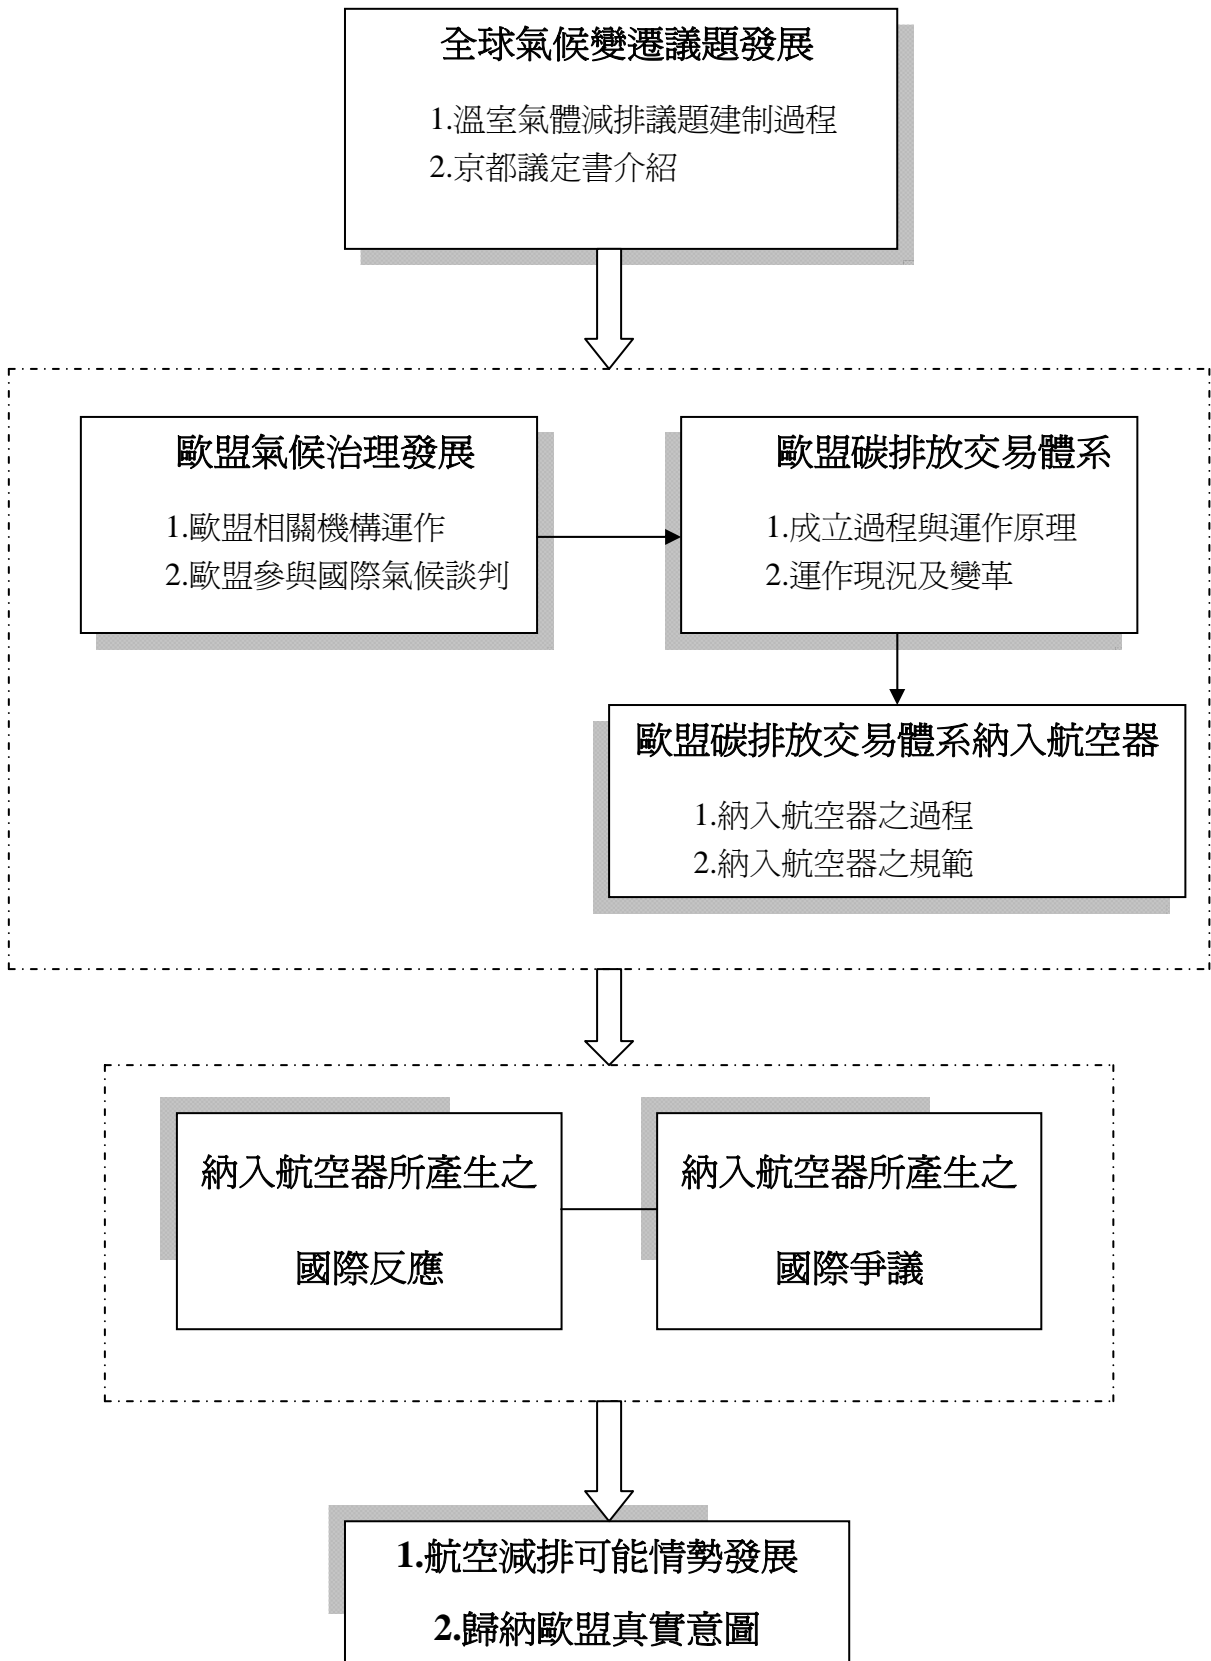 全球氣候變遷議題發展
1.溫室氣體減排議題建制過程
2.京都議定書介紹
歐盟氣候治理發展
1.歐盟相關機構運作
2.歐盟參與國際氣候談判
歐盟碳排放交易體系
1.成立過程與運作原理
2.運作現況及變革
歐盟碳排放交易體系納入航空器
1.納入航空器之過程
2.納入航空器之規範
納入航空器所產生之
國際反應
納入航空器所產生之
國際爭議
1.航空減排可能情勢發展
2.歸納歐盟真實意圖